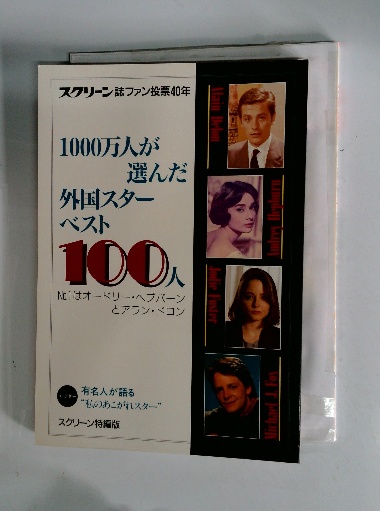 スクリーン誌ファン投票40年
1000万人が
選んだ
外国スター
ベスト
100人
No.1はオードリー・ヘプバーン
とアラン・ドロン
有名人が語る
"私のあこがれスター"
スクリーン特編版
Alain Delon
Audrey Hepburn
Jodie Foster
Michael J. Fox